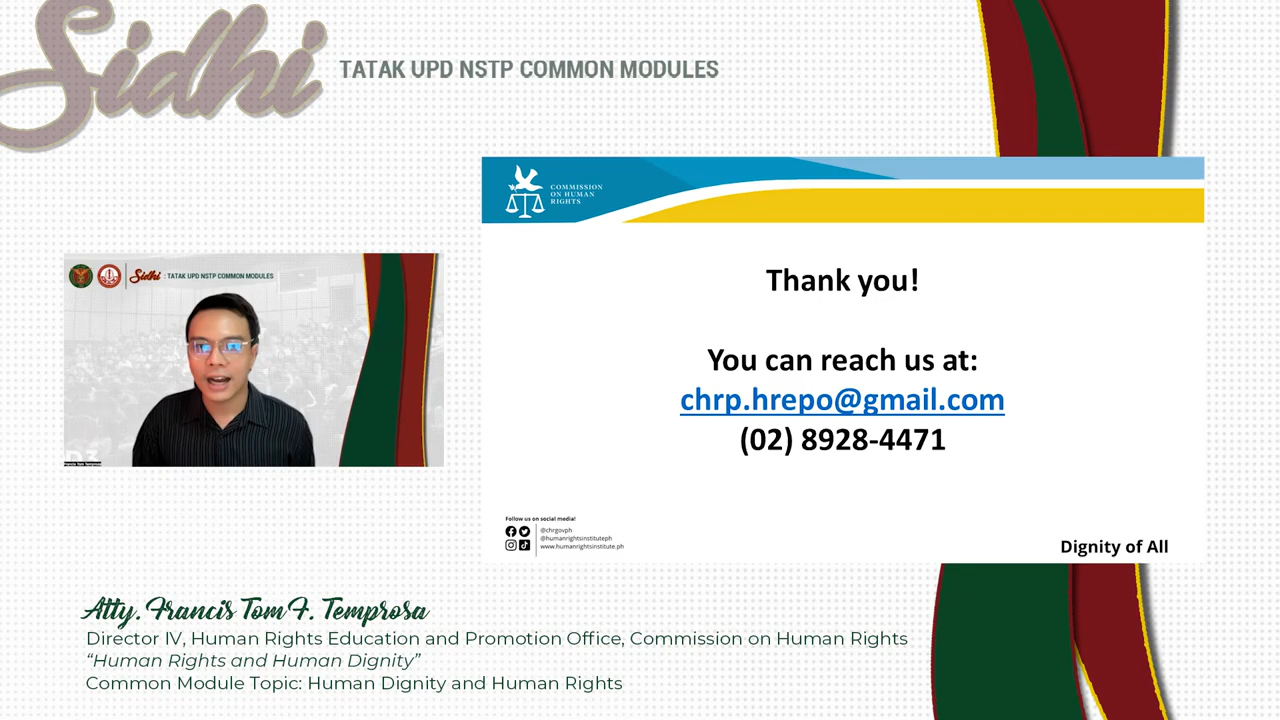 Sidhi
TATAK UPD NSTP COMMON MODULES
COMMISSION
ON HUMAN
RIGHTS
Sidhi : TATAK UPD NSTP COMMON MODULES
Thank you!
You can reach us at:
chrp.hrepo@gmail.com
(02) 8928-4471
Follow us on social media!
@chrgovph
@humanrightsinstituteph
www.humanrightsinstitute.ph
Dignity of All
Atty. Francis Tom F. Temprosa
Director IV, Human Rights Education and Promotion Office, Commission on Human Rights
“Human Rights and Human Dignity”
Common Module Topic: Human Dignity and Human Rights